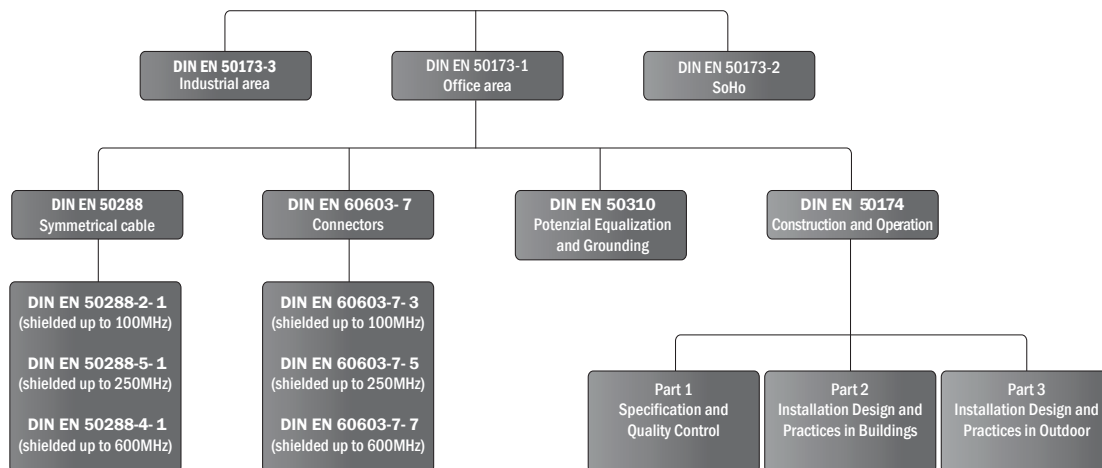 DIN EN 50173-3
Industrial area
DIN EN 50173-1
Office area
DIN EN 50173-2
SoHo
DIN EN 50288
Symmetrical cable
DIN EN 60603-7
Connectors
DIN EN 50310
Potenzial Equalization
and Grounding
DIN EN 50174
Construction and Operation
DIN EN 50288-2-1
(shielded up to 100MHz)
DIN EN 50288-5-1
(shielded up to 250MHz)
DIN EN 50288-4-1
(shielded up to 600MHz)
DIN EN 60603-7-3
(shielded up to 100MHz)
DIN EN 60603-7-5
(shielded up to 250MHz)
DIN EN 60603-7-7
(shielded up to 600MHz)
Part 1
Specification and
Quality Control
Part 2
Installation Design and
Practices in Buildings
Part 3
Installation Design and
Practices in Outdoor